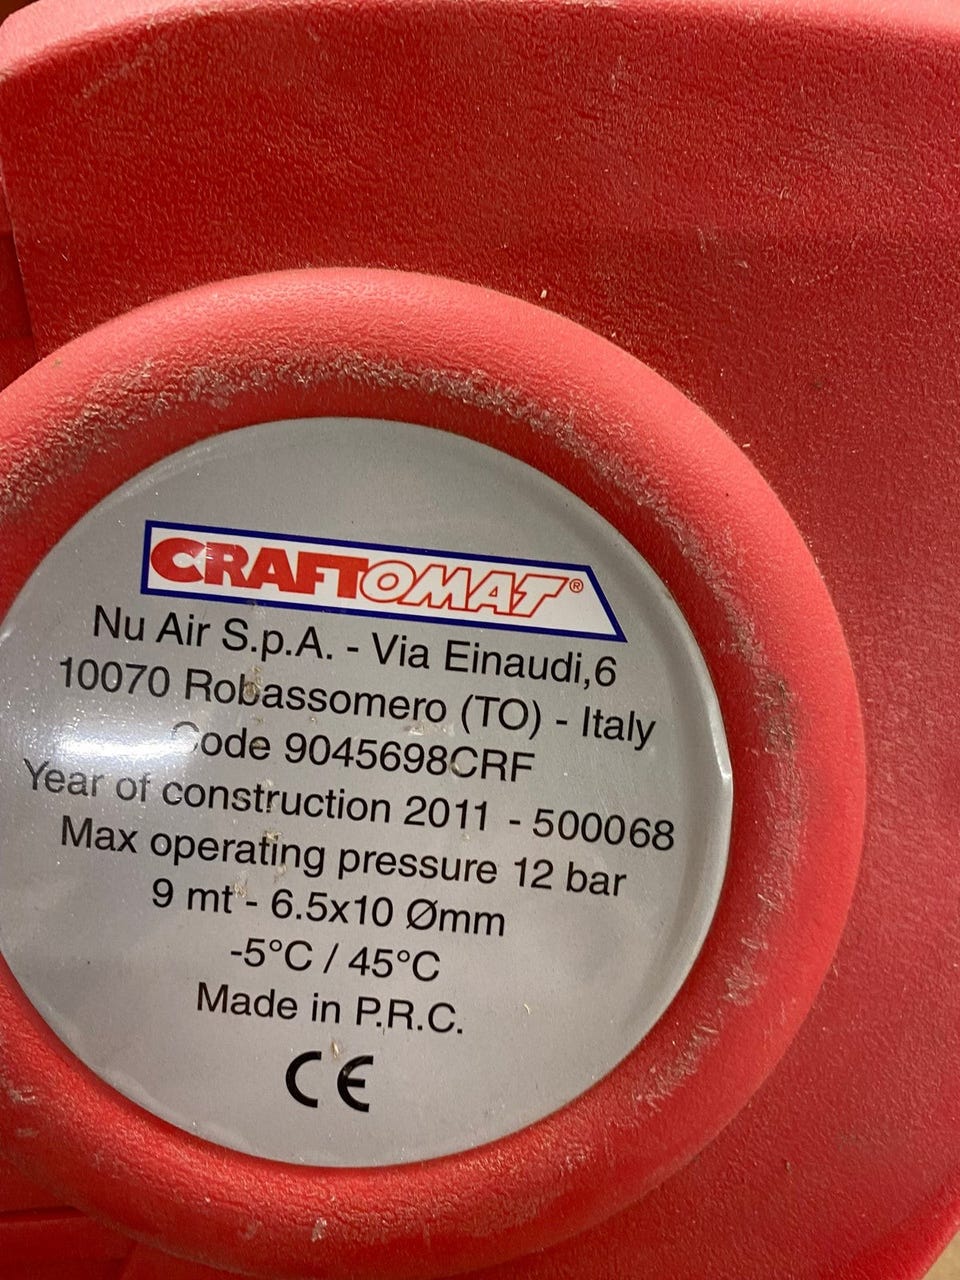 CRAFTOMAT®
Nu Air S.p.A. - Via Einaudi,6
10070 Robassomero (TO) - Italy
Code 9045698CRF
Year of construction 2011 - 500068
Max operating pressure 12 bar
9 mt - 6.5x10 Ømm
-5°C / 45°C
Made in P.R.C.
CE